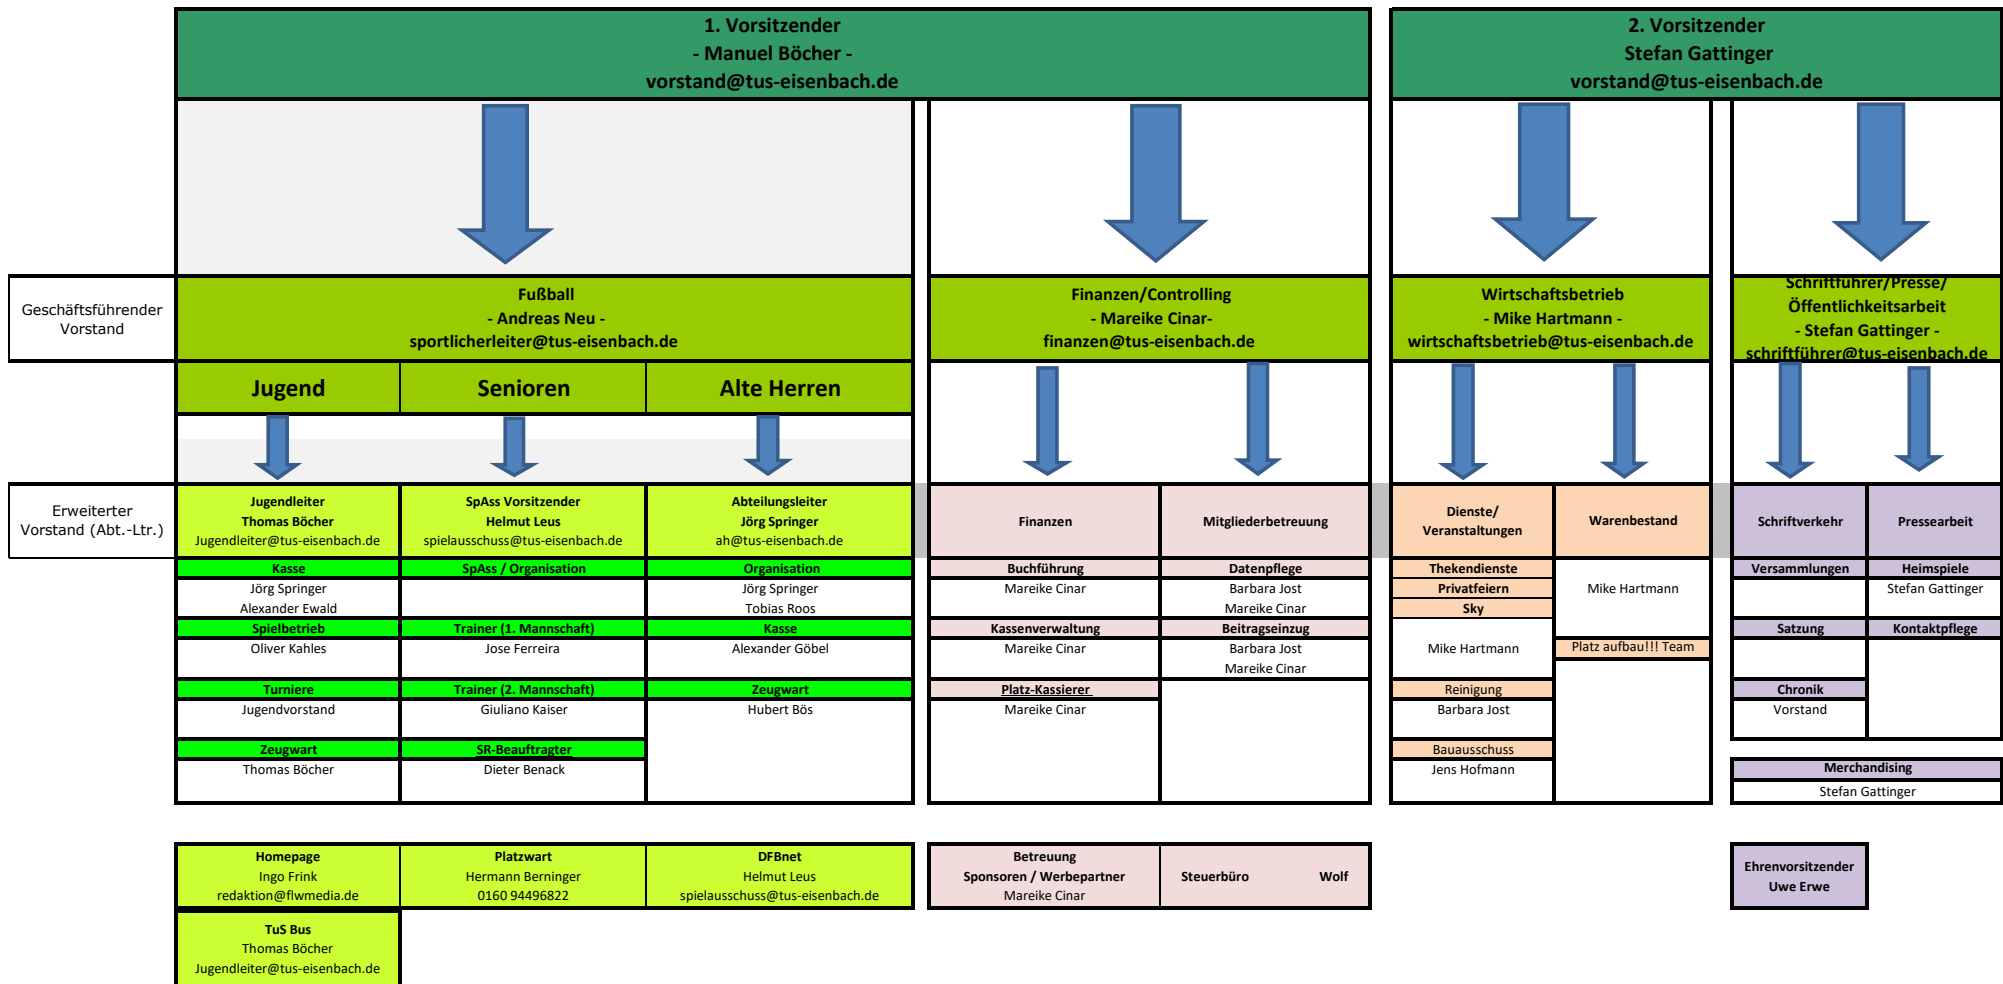 1. Vorsitzender
- Manuel Böcher -
vorstand@tus-eisenbach.de
2. Vorsitzender
Stefan Gattinger
vorstand@tus-eisenbach.de
Geschäftsführender
Vorstand
Fußball
- Andreas Neu -
sportlicherleiter@tus-eisenbach.de
Finanzen/Controlling
- Mareike Cinar-
finanzen@tus-eisenbach.de
Wirtschaftsbetrieb
- Mike Hartmann -
wirtschaftsbetrieb@tus-eisenbach.de
Schriftführer/Presse/
Öffentlichkeitsarbeit
- Stefan Gattinger -
schriftführer@tus-eisenbach.de
Jugend
Senioren
Alte Herren
Erweiterter
Vorstand (Abt.-Ltr.)
Jugendleiter
Thomas Böcher
Jugendleiter@tus-eisenbach.de
SpAss Vorsitzender
Helmut Leus
spielausschuss@tus-eisenbach.de
Abteilungsleiter
Jörg Springer
ah@tus-eisenbach.de
Finanzen
Mitgliederbetreuung
Dienste/
Veranstaltungen
Warenbestand
Schriftverkehr
Pressearbeit
Kasse
Jörg Springer
Alexander Ewald
Spielbetrieb
Oliver Kahles
Turniere
Jugendvorstand
Zeugwart
Thomas Böcher
SpAss / Organisation
Trainer (1. Mannschaft)
Jose Ferreira
Trainer (2. Mannschaft)
Giuliano Kaiser
SR-Beauftragter
Dieter Benack
Organisation
Jörg Springer
Tobias Roos
Kasse
Alexander Göbel
Zeugwart
Hubert Bös
Buchführung
Mareike Cinar
Kassenverwaltung
Mareike Cinar
Platz-Kassierer
Mareike Cinar
Datenpflege
Barbara Jost
Mareike Cinar
Beitragseinzug
Barbara Jost
Mareike Cinar
Thekendienste
Privatfeiern
Sky
Mike Hartmann
Reinigung
Barbara Jost
Bauausschuss
Jens Hofmann
Mike Hartmann
Platz aufbau!!! Team
Versammlungen
Satzung
Chronik
Vorstand
Heimspiele
Stefan Gattinger
Kontaktpflege
Merchandising
Stefan Gattinger
Homepage
Ingo Frink
redaktion@flwmedia.de
Platzwart
Hermann Berninger
0160 94496822
DFBnet
Helmut Leus
spielausschuss@tus-eisenbach.de
Betreuung
Sponsoren / Werbepartner
Mareike Cinar
Steuerbüro Wolf
Ehrenvorsitzender
Uwe Erwe
TuS Bus
Thomas Böcher
Jugendleiter@tus-eisenbach.de